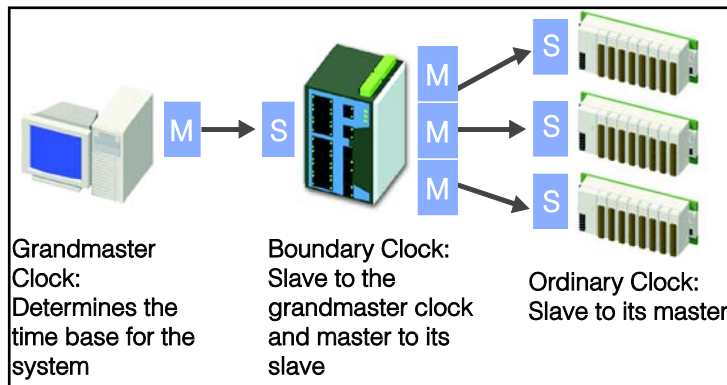 M
S
M
M
M
S
S
S
Grandmaster
Clock:
Determines the
time base for the
system
Boundary Clock:
Slave to the
grandmaster clock
and master to its
slave
Ordinary Clock:
Slave to its master